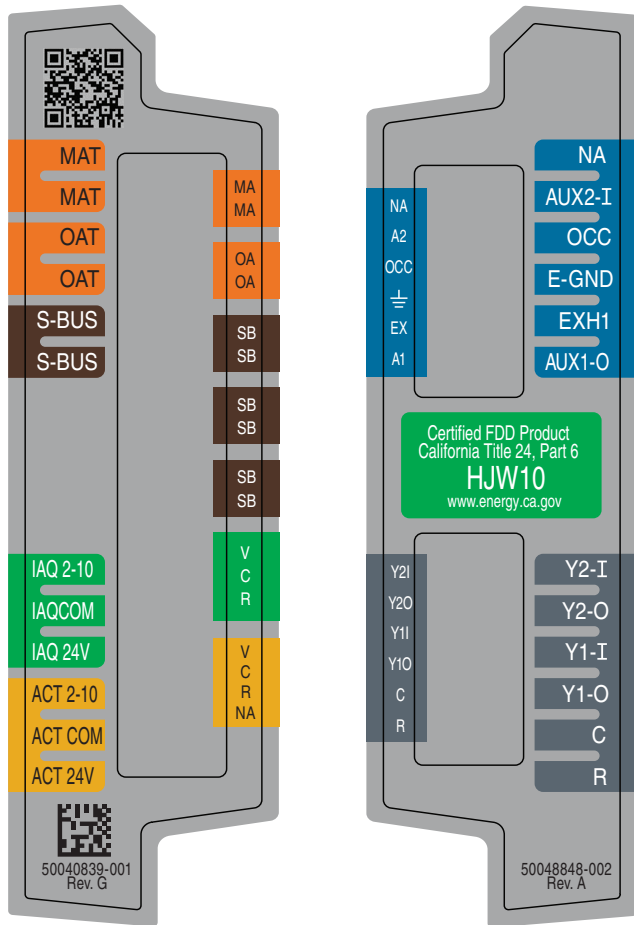 MAT
MAT
OAT
OAT
S-BUS
S-BUS
IAQ 2-10
IAQCOM
IAQ 24V
ACT 2-10
ACT COM
ACT 24V
50040839-001
Rev. G
MA
MA
OA
OA
SB
SB
SB
SB
SB
SB
V
C
R
V
C
R
NA
NA
A2
OCC
⏚
EX
A1
NA
AUX2-I
OCC
E-GND
EXH1
AUX1-O
Certified FDD Product
California Title 24, Part 6
HJW10
www.energy.ca.gov
Y2I
Y2O
Y1I
Y1O
C
R
Y2-I
Y2-O
Y1-I
Y1-O
C
R
50048848-002
Rev. A